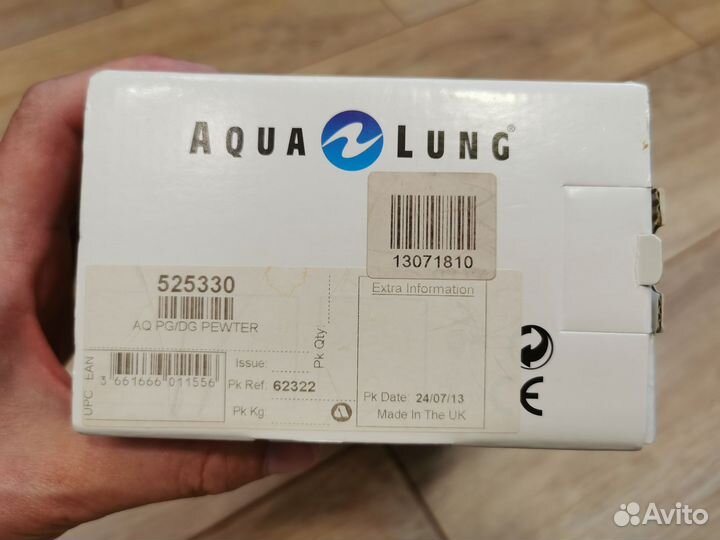 AQUA LUNG®
13071810
525330
AQ PG/DG PEWTER
Extra Information
Pk Qty:
UPC EAN
3 661666 011556
Issue:
Pk Ref: 62322
Pk Kg:
Pk Date: 24/07/13
Made In The UK
CE
Avito